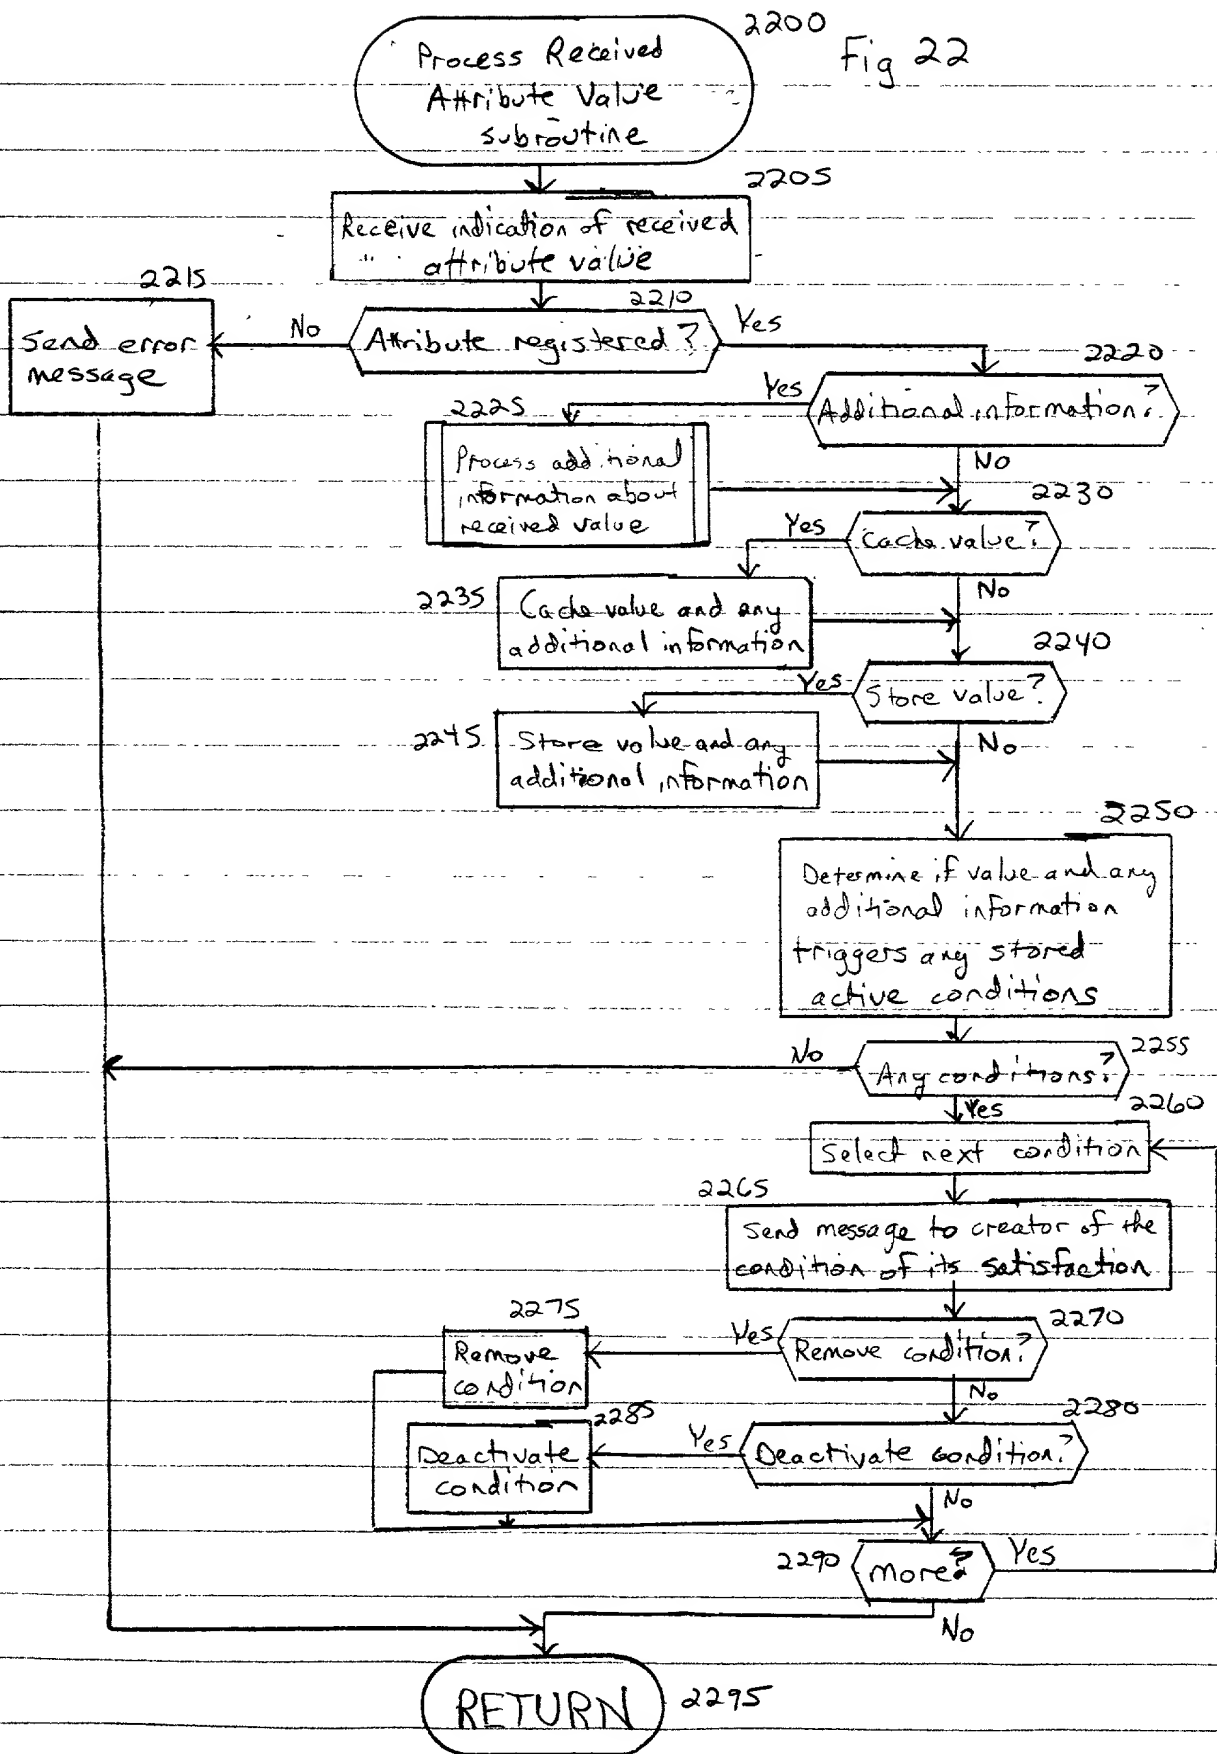 2200
Fig 22
Process Received
Attribute Value
subroutine
2205
Receive indication of received
attribute value
2215
2210
Send error
message
No
Attribute registered?
Yes
2220
Yes
Additional information?
2225
Process additional
information about
received value
No
2230
Yes
Cache value?
2235
Cache value and any
additional information
No
2240
Yes
Store value?
2245
Store value and any
additional information
No
2250
Determine if value and any
additional information
triggers any stored
active conditions
No
2255
Any conditions?
Yes
2260
Select next condition
2265
Send message to creator of the
condition of its satisfaction
2275
2270
Remove
condition
Yes
Remove condition?
No
2285
2280
Deactivate
condition
Yes
Deactivate condition?
No
2290
More?
Yes
No
RETURN
2295